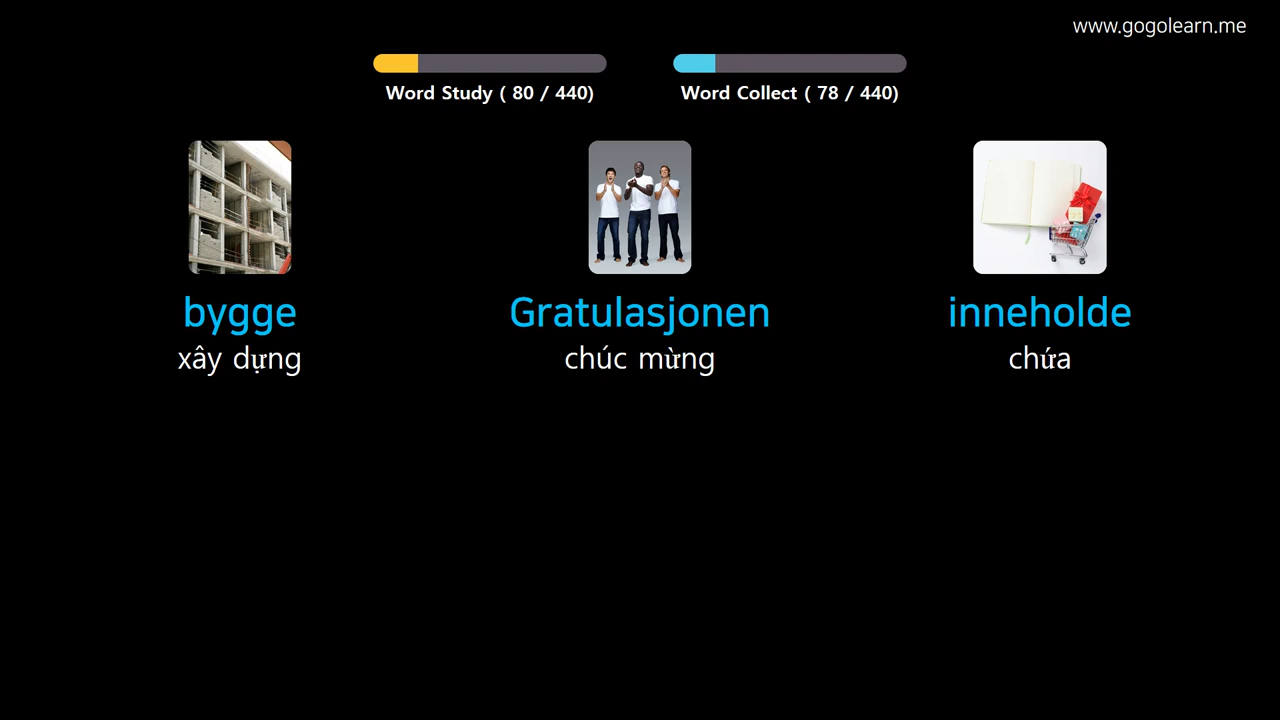 www.gogolearn.me
Word Study ( 80 / 440)
Word Collect ( 78 / 440)
bygge
xây dựng
Gratulasjonen
chúc mừng
inneholde
chứa